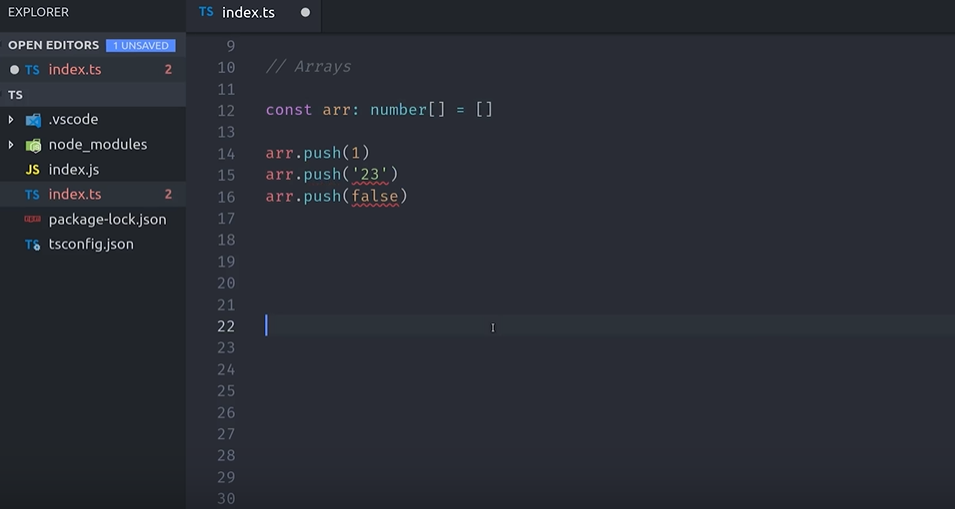 EXPLORER
OPEN EDITORS 1 UNSAVED
TS index.ts 2
TS
.vscode
node_modules
JS index.js
TS index.ts 2
npm package-lock.json
TS tsconfig.json
TS index.ts
9
10 // Arrays
11
12 const arr: number[] = []
13
14 arr.push(1)
15 arr.push('23')
16 arr.push(false)
17
18
19
20
21
22
23
24
25
26
27
28
29
30